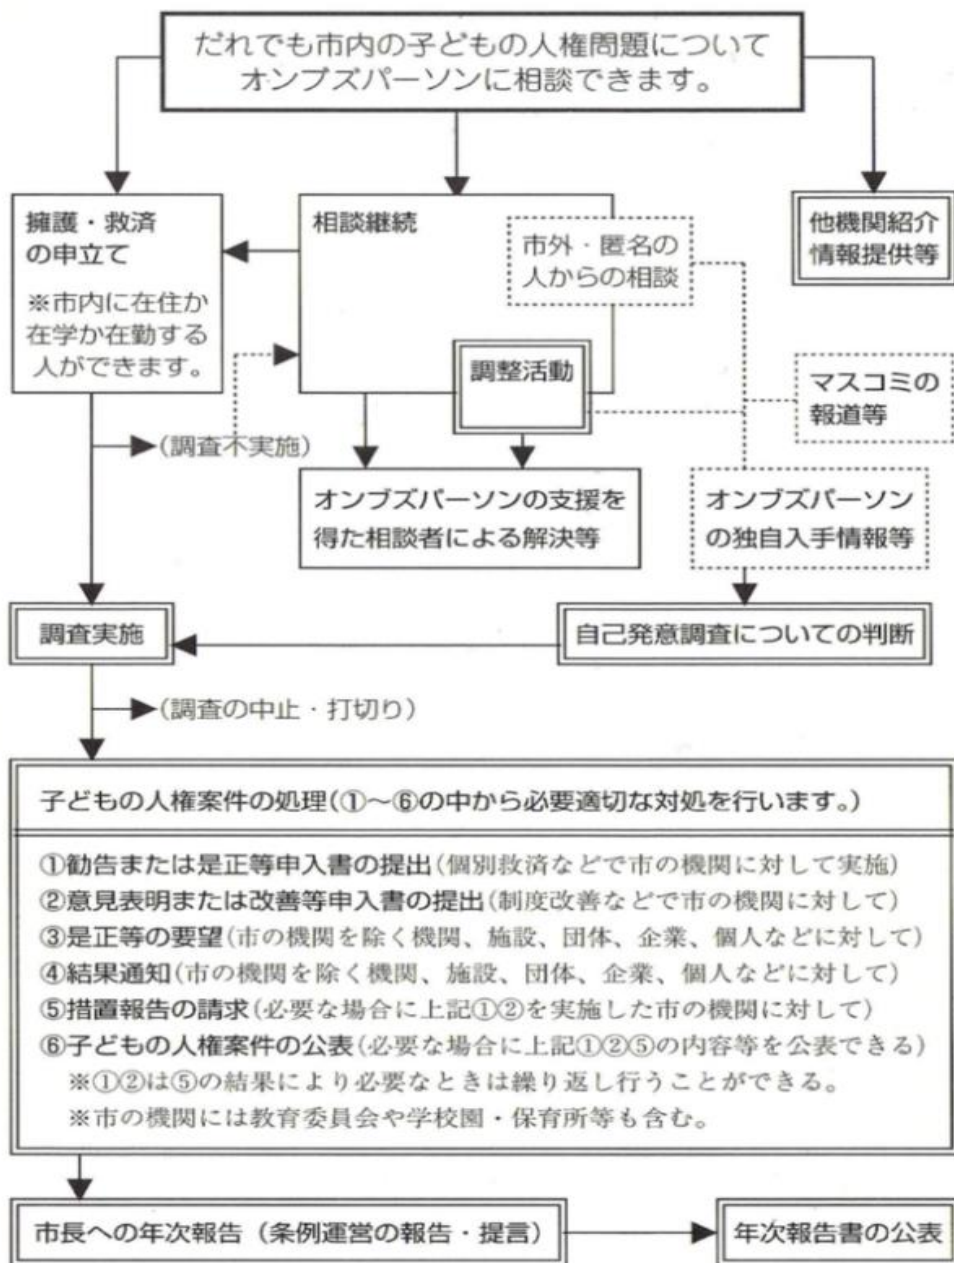 だれでも市内の子どもの人権問題について
オンブズパーソンに相談できます。
擁護・救済
の申立て
※市内に在住か
在学か在勤する
人ができます。
相談継続
市外・匿名の
人からの相談
他機関紹介
情報提供等
調整活動
マスコミの
報道等
(調査不実施)
オンブズパーソンの支援を
得た相談者による解決等
オンブズパーソン
の独自入手情報等
調査実施
自己発意調査についての判断
(調査の中止・打切り)
子どもの人権案件の処理(①～⑥の中から必要適切な対処を行います。)
①勧告または是正等申入書の提出(個別救済などで市の機関に対して実施)
②意見表明または改善等申入書の提出(制度改善などで市の機関に対して)
③是正等の要望(市の機関を除く機関、施設、団体、企業、個人などに対して)
④結果通知(市の機関を除く機関、施設、団体、企業、個人などに対して)
⑤措置報告の請求(必要な場合に上記①②を実施した市の機関に対して)
⑥子どもの人権案件の公表(必要な場合に上記①②⑤の内容等を公表できる)
※①②は⑤の結果により必要なときは繰り返し行うことができる。
※市の機関には教育委員会や学校園・保育所等も含む。
市長への年次報告（条例運営の報告・提言）
年次報告書の公表